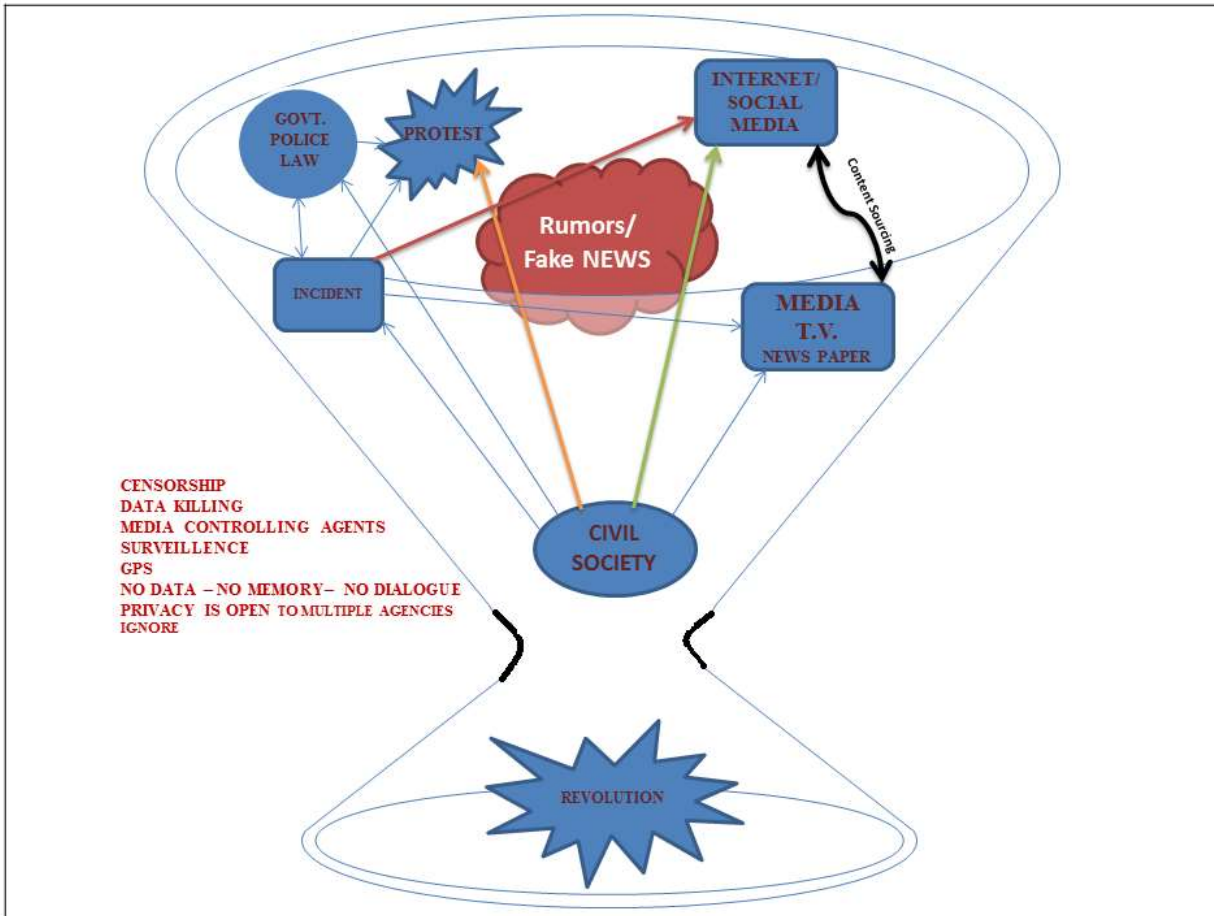 GOVT.
POLICE
LAW
PROTEST
INTERNET/
SOCIAL
MEDIA
Rumors/
Fake NEWS
Content Sourcing
INCIDENT
MEDIA
T.V.
NEWS PAPER
CENSORSHIP
DATA KILLING
MEDIA CONTROLLING AGENTS
SURVEILLENCE
GPS
NO DATA – NO MEMORY– NO DIALOGUE
PRIVACY IS OPEN TO MULTIPLE AGENCIES
IGNORE
CIVIL
SOCIETY
REVOLUTION